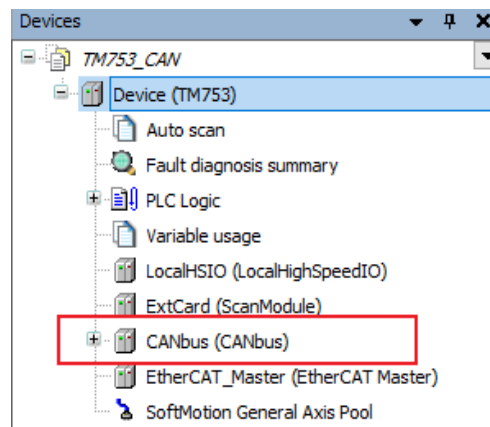 Devices
TM753_CAN
Device (TM753)
Auto scan
Fault diagnosis summary
PLC Logic
Variable usage
LocalHSIO (LocalHighSpeedIO)
ExtCard (ScanModule)
CANbus (CANbus)
EtherCAT_Master (EtherCAT Master)
SoftMotion General Axis Pool